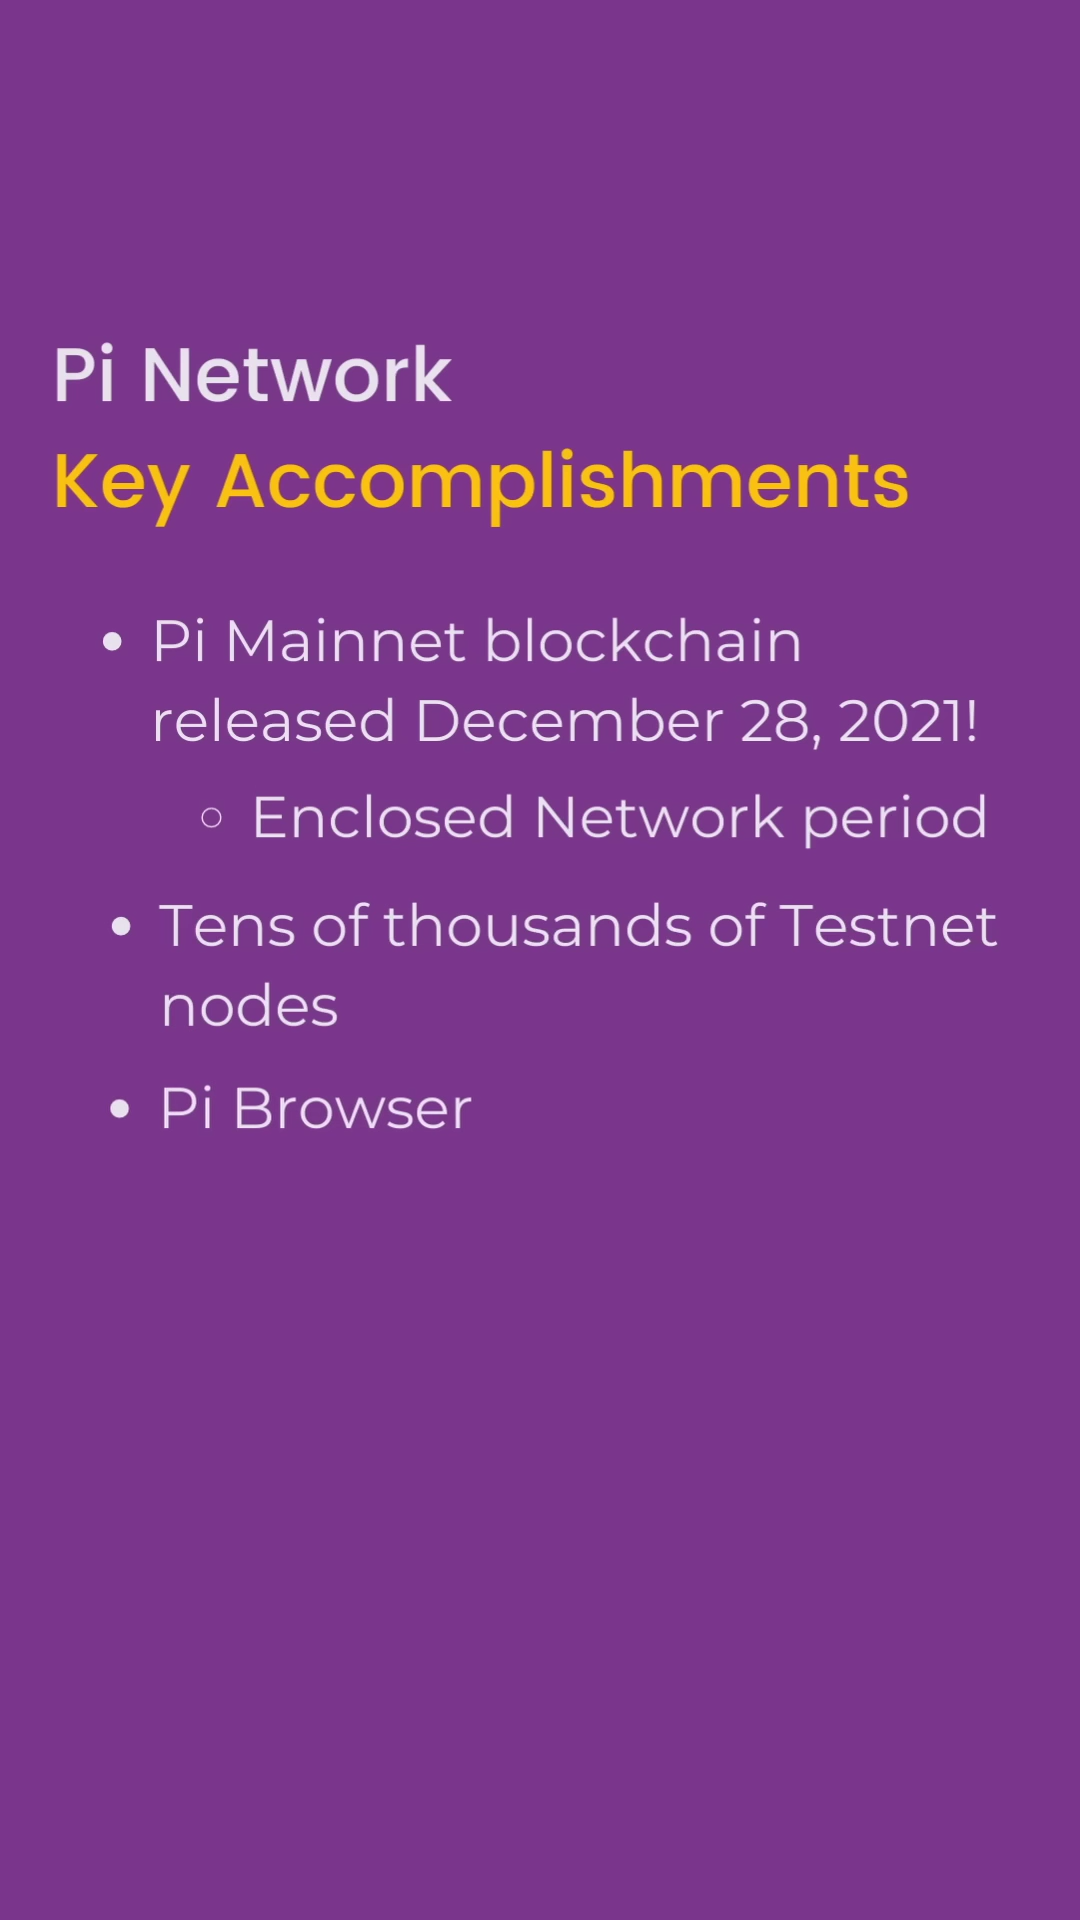 Pi Network
Key Accomplishments
• Pi Mainnet blockchain
released December 28, 2021!
○ Enclosed Network period
• Tens of thousands of Testnet
nodes
• Pi Browser